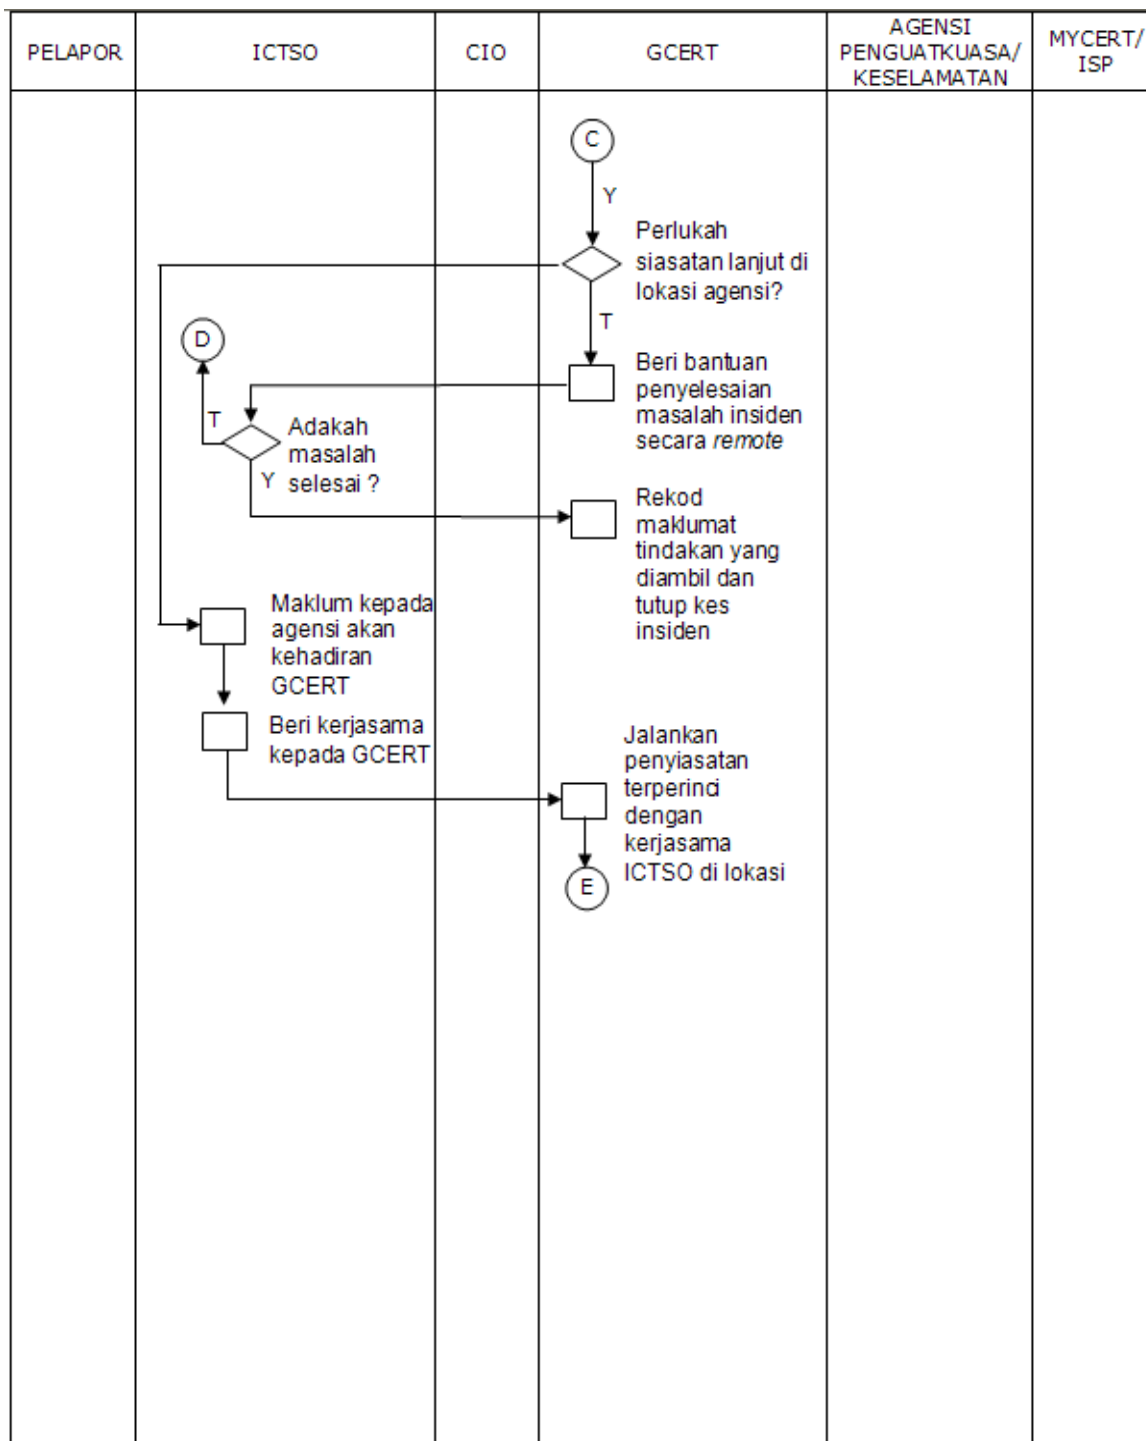 PELAPOR
ICTSO
CIO
GCERT
AGENSI
PENGUATKUASA/
KESELAMATAN
MYCERT/
ISP
C
Y
Perlukah
siasatan lanjut di
lokasi agensi?
T
D
Beri bantuan
penyelesaian
masalah insiden
secara remote
T
Adakah
masalah
selesai ?
Y
Rekod
maklumat
tindakan yang
diambil dan
tutup kes
insiden
Maklum kepada
agensi akan
kehadiran
GCERT
Beri kerjasama
kepada GCERT
Jalankan
penyiasatan
terperinci
dengan
kerjasama
ICTSO di lokasi
E